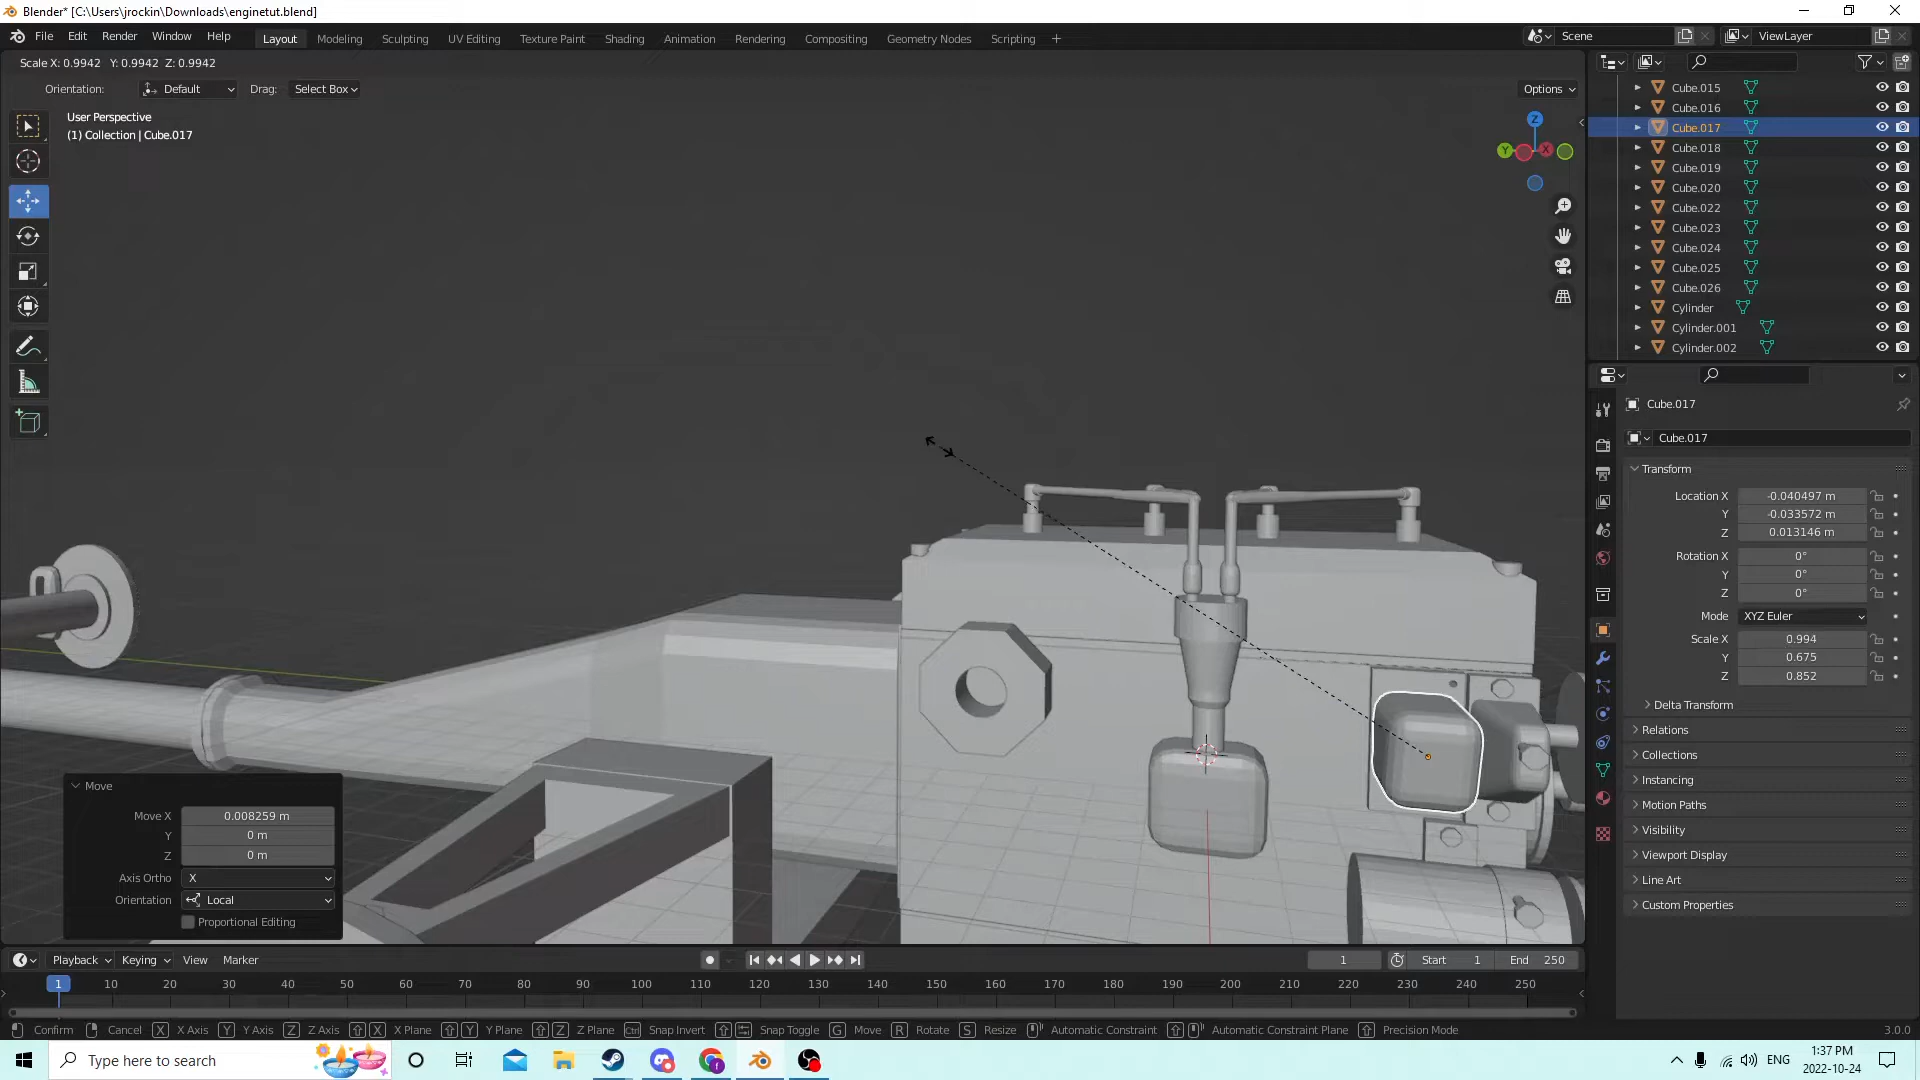 Blender* [C:\Users\jrockin\Downloads\enginetut.blend]
File Edit Render Window Help Layout Modeling Sculpting UV Editing Texture Paint Shading Animation Rendering Compositing Geometry Nodes Scripting + Scene ViewLayer
Scale X: 0.9942 Y: 0.9942 Z: 0.9942
Orientation: Default Drag: Select Box Options
User Perspective
(1) Collection | Cube.017
Z
Y X
Cube.015
Cube.016
Cube.017
Cube.018
Cube.019
Cube.020
Cube.022
Cube.023
Cube.024
Cube.025
Cube.026
Cylinder
Cylinder.001
Cylinder.002
Cube.017
Cube.017
Transform
Location X -0.040497 m
Y -0.033572 m
Z 0.013146 m
Rotation X 0°
Y 0°
Z 0°
Mode XYZ Euler
Scale X 0.994
Y 0.675
Z 0.852
Delta Transform
Relations
Collections
Instancing
Motion Paths
Visibility
Viewport Display
Line Art
Custom Properties
Move
Move X 0.008259 m
Y 0 m
Z 0 m
Axis Ortho X
Orientation Local
Proportional Editing
Playback Keying View Marker 1 Start 1 End 250
1 10 20 30 40 50 60 70 80 90 100 110 120 130 140 150 160 170 180 190 200 210 220 230 240 250
Confirm Cancel X X Axis Y Y Axis Z Z Axis X X Plane Y Y Plane Z Z Plane Ctrl Snap Invert Snap Toggle G Move R Rotate S Resize Automatic Constraint Automatic Constraint Plane Precision Mode 3.0.0
Type here to search ENG 1:37 PM
2022-10-24